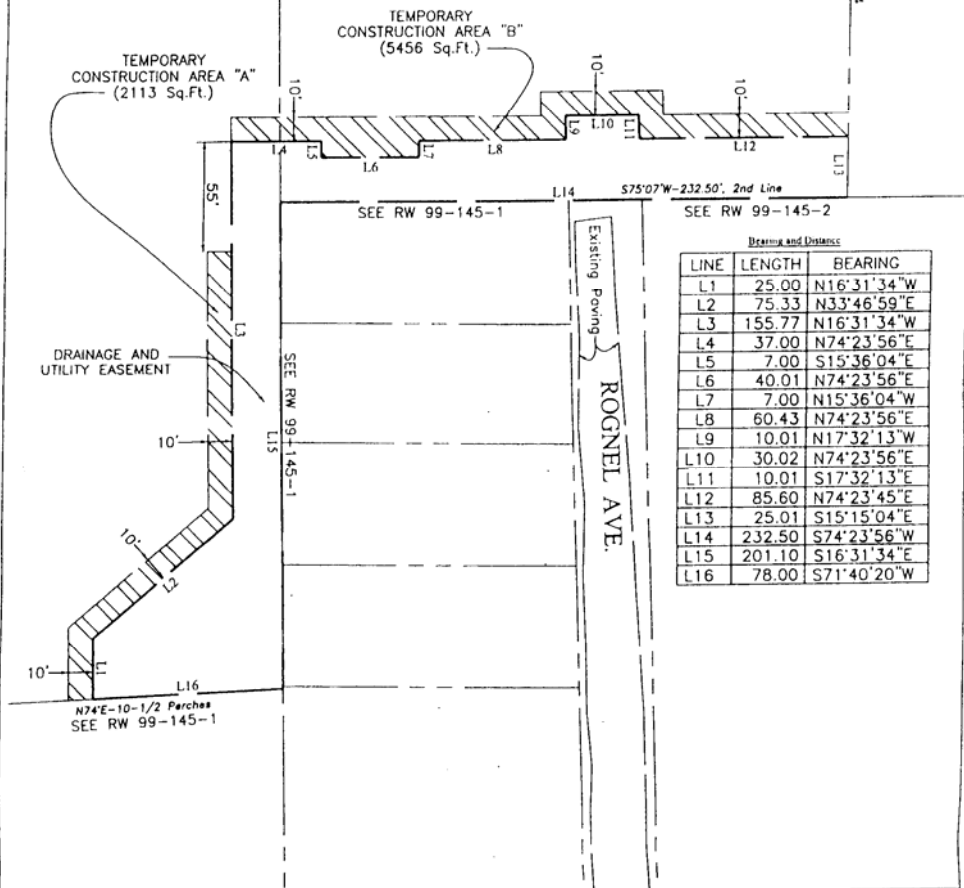 TEMPORARY
CONSTRUCTION AREA "B"
(5456 Sq.Ft.)
TEMPORARY
CONSTRUCTION AREA "A"
(2113 Sq.Ft.)
10'
10'
10'
L4
L5
L6
L7
L8
L9
L10
L11
L12
L13
55'
L14
S75°07'W-232.50', 2nd Line
SEE RW 99-145-1
SEE RW 99-145-2
Existing Paving
ROGNEL AVE.
L3
DRAINAGE AND
UTILITY EASEMENT
SEE RW 99-145-1
L15
10'
10'
L2
10'
L1
L16
N74°E-10-1/2 Perches
SEE RW 99-145-1
Bearing and Distance
LINE LENGTH BEARING
L1 25.00 N16°31'34"W
L2 75.33 N33°46'59"E
L3 155.77 N16°31'34"W
L4 37.00 N74°23'56"E
L5 7.00 S15°36'04"E
L6 40.01 N74°23'56"E
L7 7.00 N15°36'04"W
L8 60.43 N74°23'56"E
L9 10.01 N17°32'13"W
L10 30.02 N74°23'56"E
L11 10.01 S17°32'13"E
L12 85.60 N74°23'45"E
L13 25.01 S15°15'04"E
L14 232.50 S74°23'56"W
L15 201.10 S16°31'34"E
L16 78.00 S71°40'20"W